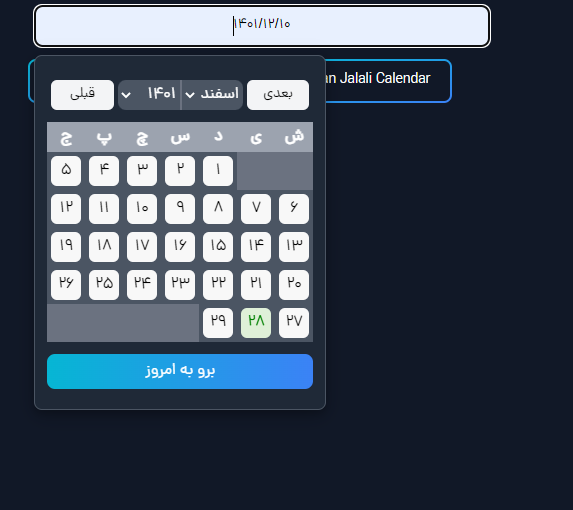 ۱۴۰۱/۱۲/۱۰
an Jalali Calendar
بعدی اسفند ۱۴۰۱ قبلی
ش ی د س چ پ ج
۱ ۲ ۳ ۴ ۵
۶ ۷ ۸ ۹ ۱۰ ۱۱ ۱۲
۱۳ ۱۴ ۱۵ ۱۶ ۱۷ ۱۸ ۱۹
۲۰ ۲۱ ۲۲ ۲۳ ۲۴ ۲۵ ۲۶
۲۷ ۲۸ ۲۹
برو به امروز